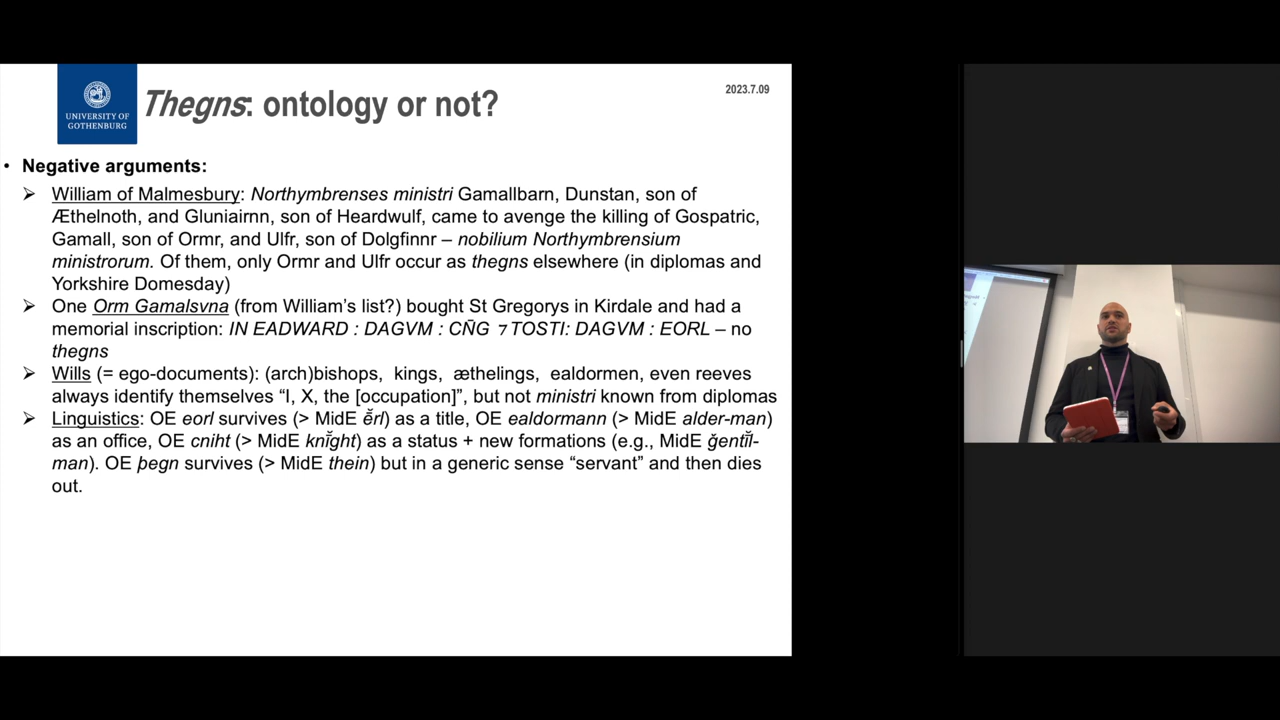 UNIVERSITY OF
GOTHENBURG
Thegns: ontology or not?
2023.7.09
• Negative arguments:
➢ William of Malmesbury: Northymbrenses ministri Gamallbarn, Dunstan, son of
Æthelnoth, and Gluniairnn, son of Heardwulf, came to avenge the killing of Gospatric,
Gamall, son of Ormr, and Ulfr, son of Dolgfinnr – nobilium Northymbrensium
ministrorum. Of them, only Ormr and Ulfr occur as thegns elsewhere (in diplomas and
Yorkshire Domesday)
➢ One Orm Gamalsvna (from William’s list?) bought St Gregorys in Kirdale and had a
memorial inscription: IN EADWARD : DAGVM : CN̄G ⁊ TOSTI: DAGVM : EORL – no
thegns
➢ Wills (= ego-documents): (arch)bishops, kings, æthelings, ealdormen, even reeves
always identify themselves “I, X, the [occupation]”, but not ministri known from diplomas
➢ Linguistics: OE eorl survives (> MidE ē̆rl) as a title, OE ealdormann (> MidE alder-man)
as an office, OE cniht (> MidE knī̆ght) as a status + new formations (e.g., MidE ğentī̆l-
man). OE þegn survives (> MidE thein) but in a generic sense “servant” and then dies
out.